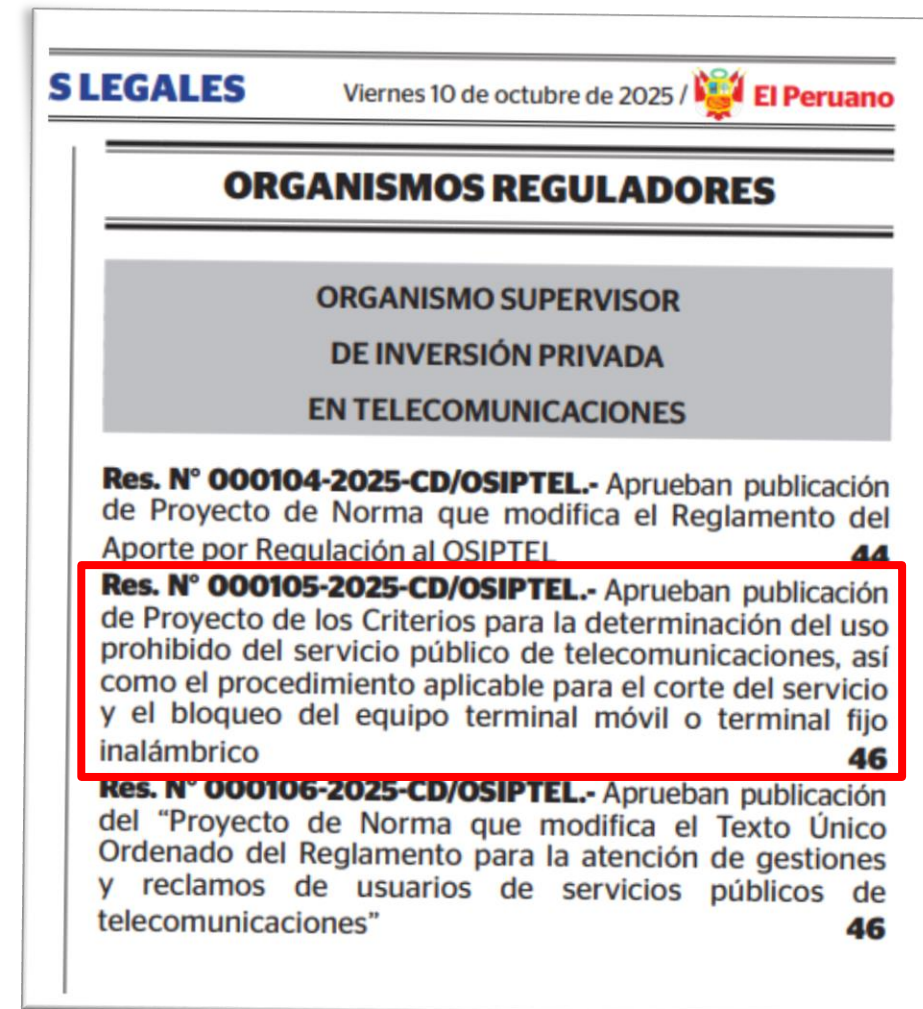 S LEGALES
Viernes 10 de octubre de 2025 / El Peruano
ORGANISMOS REGULADORES
ORGANISMO SUPERVISOR
DE INVERSIÓN PRIVADA
EN TELECOMUNICACIONES
Res. N° 000104-2025-CD/OSIPTEL.- Aprueban publicación
de Proyecto de Norma que modifica el Reglamento del
Aporte por Regulación al OSIPTEL 44
Res. N° 000105-2025-CD/OSIPTEL.- Aprueban publicación
de Proyecto de los Criterios para la determinación del uso
prohibido del servicio público de telecomunicaciones, así
como el procedimiento aplicable para el corte del servicio
y el bloqueo del equipo terminal móvil o terminal fijo
inalámbrico 46
Res. N° 000106-2025-CD/OSIPTEL.- Aprueban publicación
del “Proyecto de Norma que modifica el Texto Único
Ordenado del Reglamento para la atención de gestiones
y reclamos de usuarios de servicios públicos de
telecomunicaciones” 46